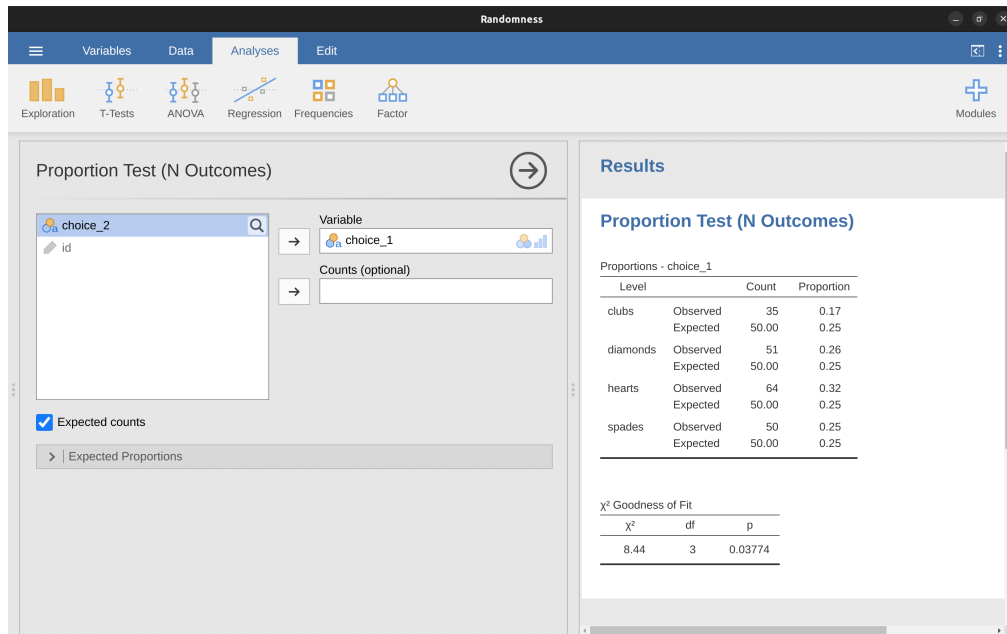 Randomness
Variables Data Analyses Edit
Exploration T-Tests ANOVA Regression Frequencies Factor Modules
Proportion Test (N Outcomes)
choice_2
id
Variable
choice_1
Counts (optional)
Expected counts
Expected Proportions
Results
Proportion Test (N Outcomes)
Proportions - choice_1
Level Count Proportion
clubs Observed 35 0.17
Expected 50.00 0.25
diamonds Observed 51 0.26
Expected 50.00 0.25
hearts Observed 64 0.32
Expected 50.00 0.25
spades Observed 50 0.25
Expected 50.00 0.25
χ² Goodness of Fit
χ² df p
8.44 3 0.03774